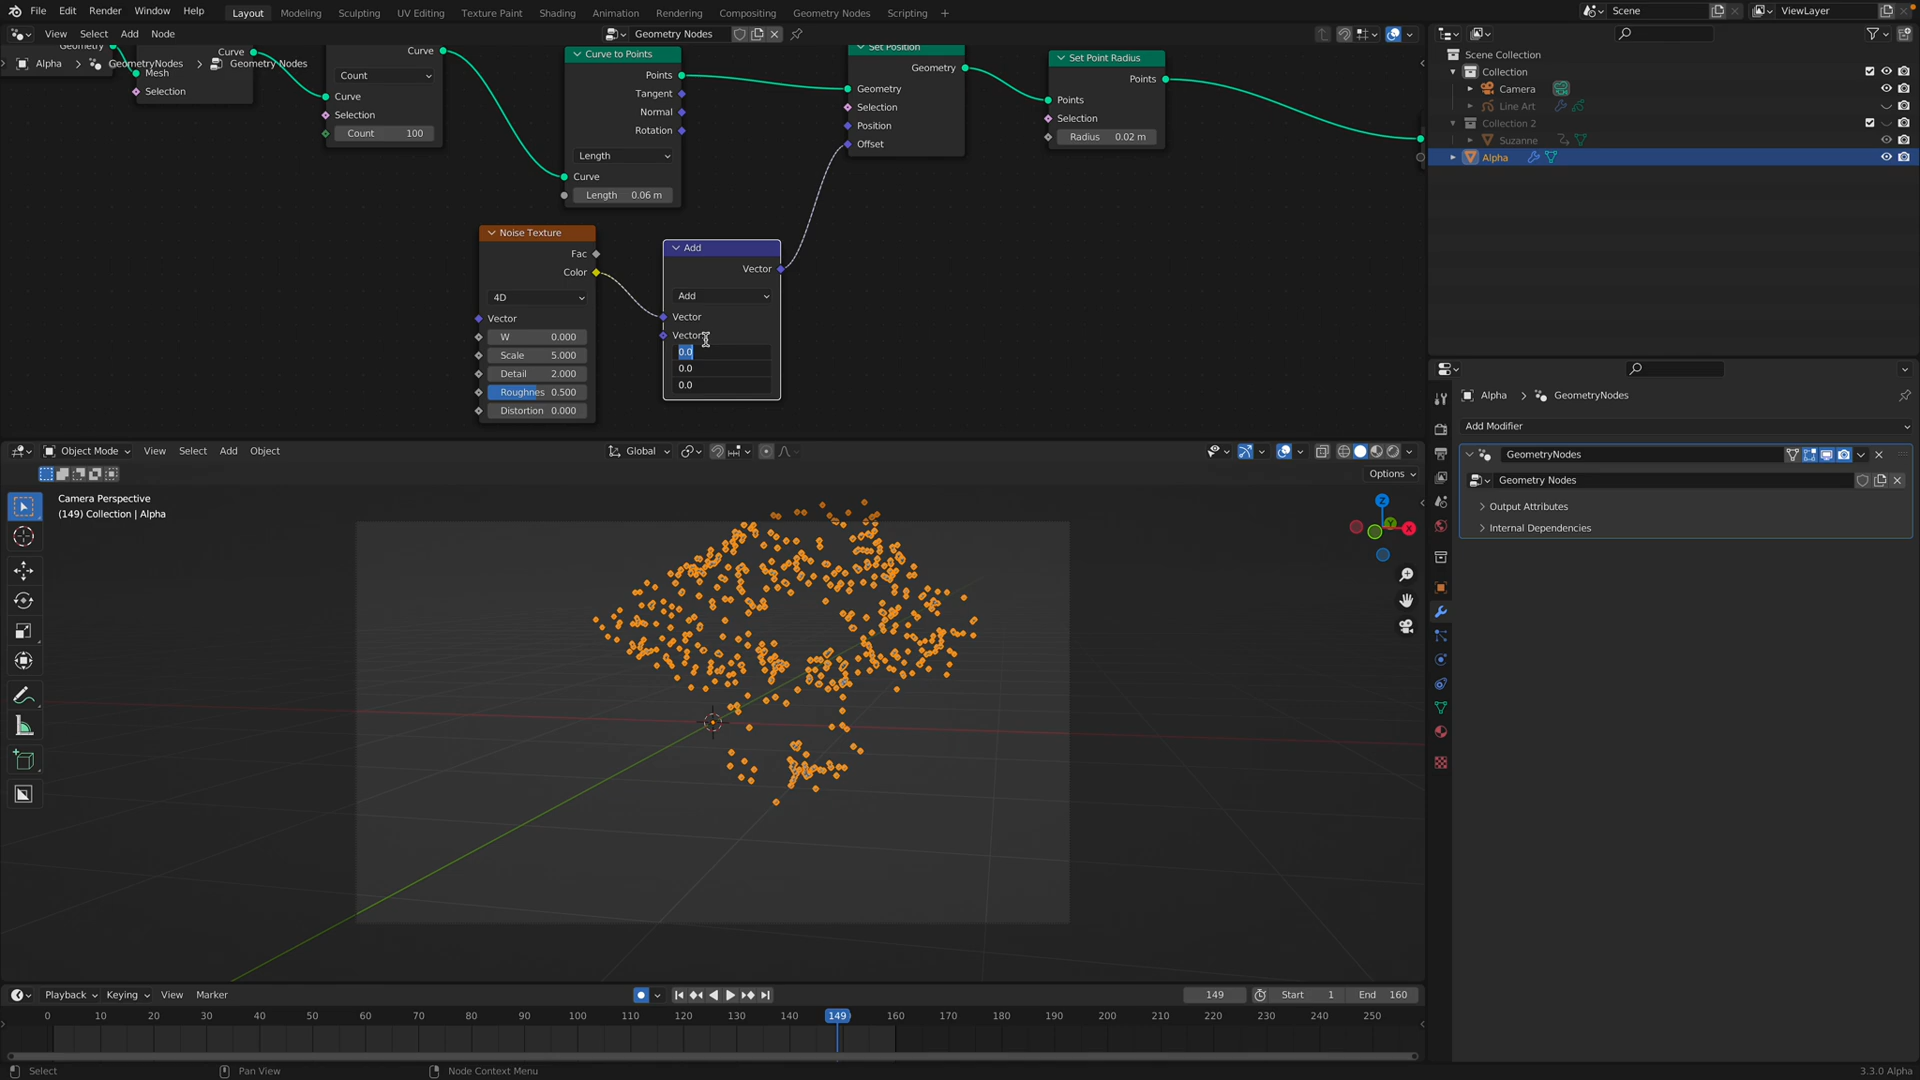 File Edit Render Window Help Layout Modeling Sculpting UV Editing Texture Paint Shading Animation Rendering Compositing Geometry Nodes Scripting + Scene ViewLayer
View Select Add Node Geometry Nodes
Alpha > GeometryNodes > Geometry Nodes
Geometry
Curve
Mesh
Selection
Curve
Count
Curve
Selection
Count 100
Curve to Points
Points
Tangent
Normal
Rotation
Length
Curve
Length 0.06 m
Set Position
Geometry
Geometry
Selection
Position
Offset
Set Point Radius
Points
Points
Selection
Radius 0.02 m
Noise Texture
Fac
Color
4D
Vector
W 0.000
Scale 5.000
Detail 2.000
Roughnes 0.500
Distortion 0.000
Add
Vector
Add
Vector
Vector
0.0
0.0
0.0
Scene Collection
Collection
Camera
Line Art
Collection 2
Suzanne
Alpha
Alpha > GeometryNodes
Add Modifier
GeometryNodes
Geometry Nodes
Output Attributes
Internal Dependencies
Object Mode View Select Add Object Global
Options
Camera Perspective
(149) Collection | Alpha
Z
Y
X
Playback Keying View Marker 149 Start 1 End 160
0 10 20 30 40 50 60 70 80 90 100 110 120 130 140 149 160 170 180 190 200 210 220 230 240 250
Select Pan View Node Context Menu 3.3.0 Alpha